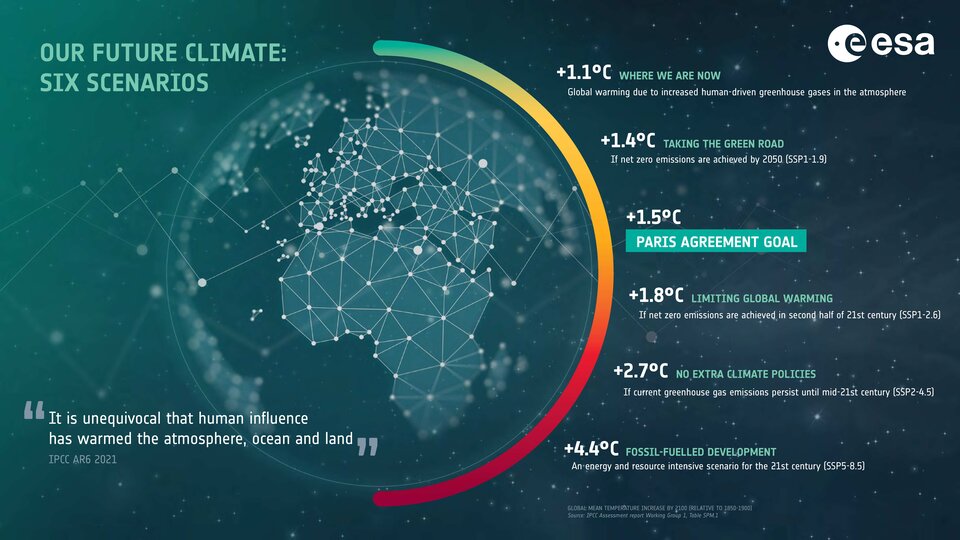 OUR FUTURE CLIMATE:
SIX SCENARIOS
esa
+1.1°C WHERE WE ARE NOW
Global warming due to increased human-driven greenhouse gases in the atmosphere
+1.4°C TAKING THE GREEN ROAD
If net zero emissions are achieved by 2050 (SSP1-1.9)
+1.5°C
PARIS AGREEMENT GOAL
+1.8°C LIMITING GLOBAL WARMING
If net zero emissions are achieved in second half of 21st century (SSP1-2.6)
+2.7°C NO EXTRA CLIMATE POLICIES
If current greenhouse gas emissions persist until mid-21st century (SSP2-4.5)
+4.4°C FOSSIL-FUELLED DEVELOPMENT
An energy and resource intensive scenario for the 21st century (SSP5-8.5)
“It is unequivocal that human influence
has warmed the atmosphere, ocean and land”
IPCC AR6 2021
GLOBAL MEAN TEMPERATURE INCREASE BY 2100 (RELATIVE TO 1850-1900)
Source: IPCC Assessment report Working Group 1, Table SPM.1